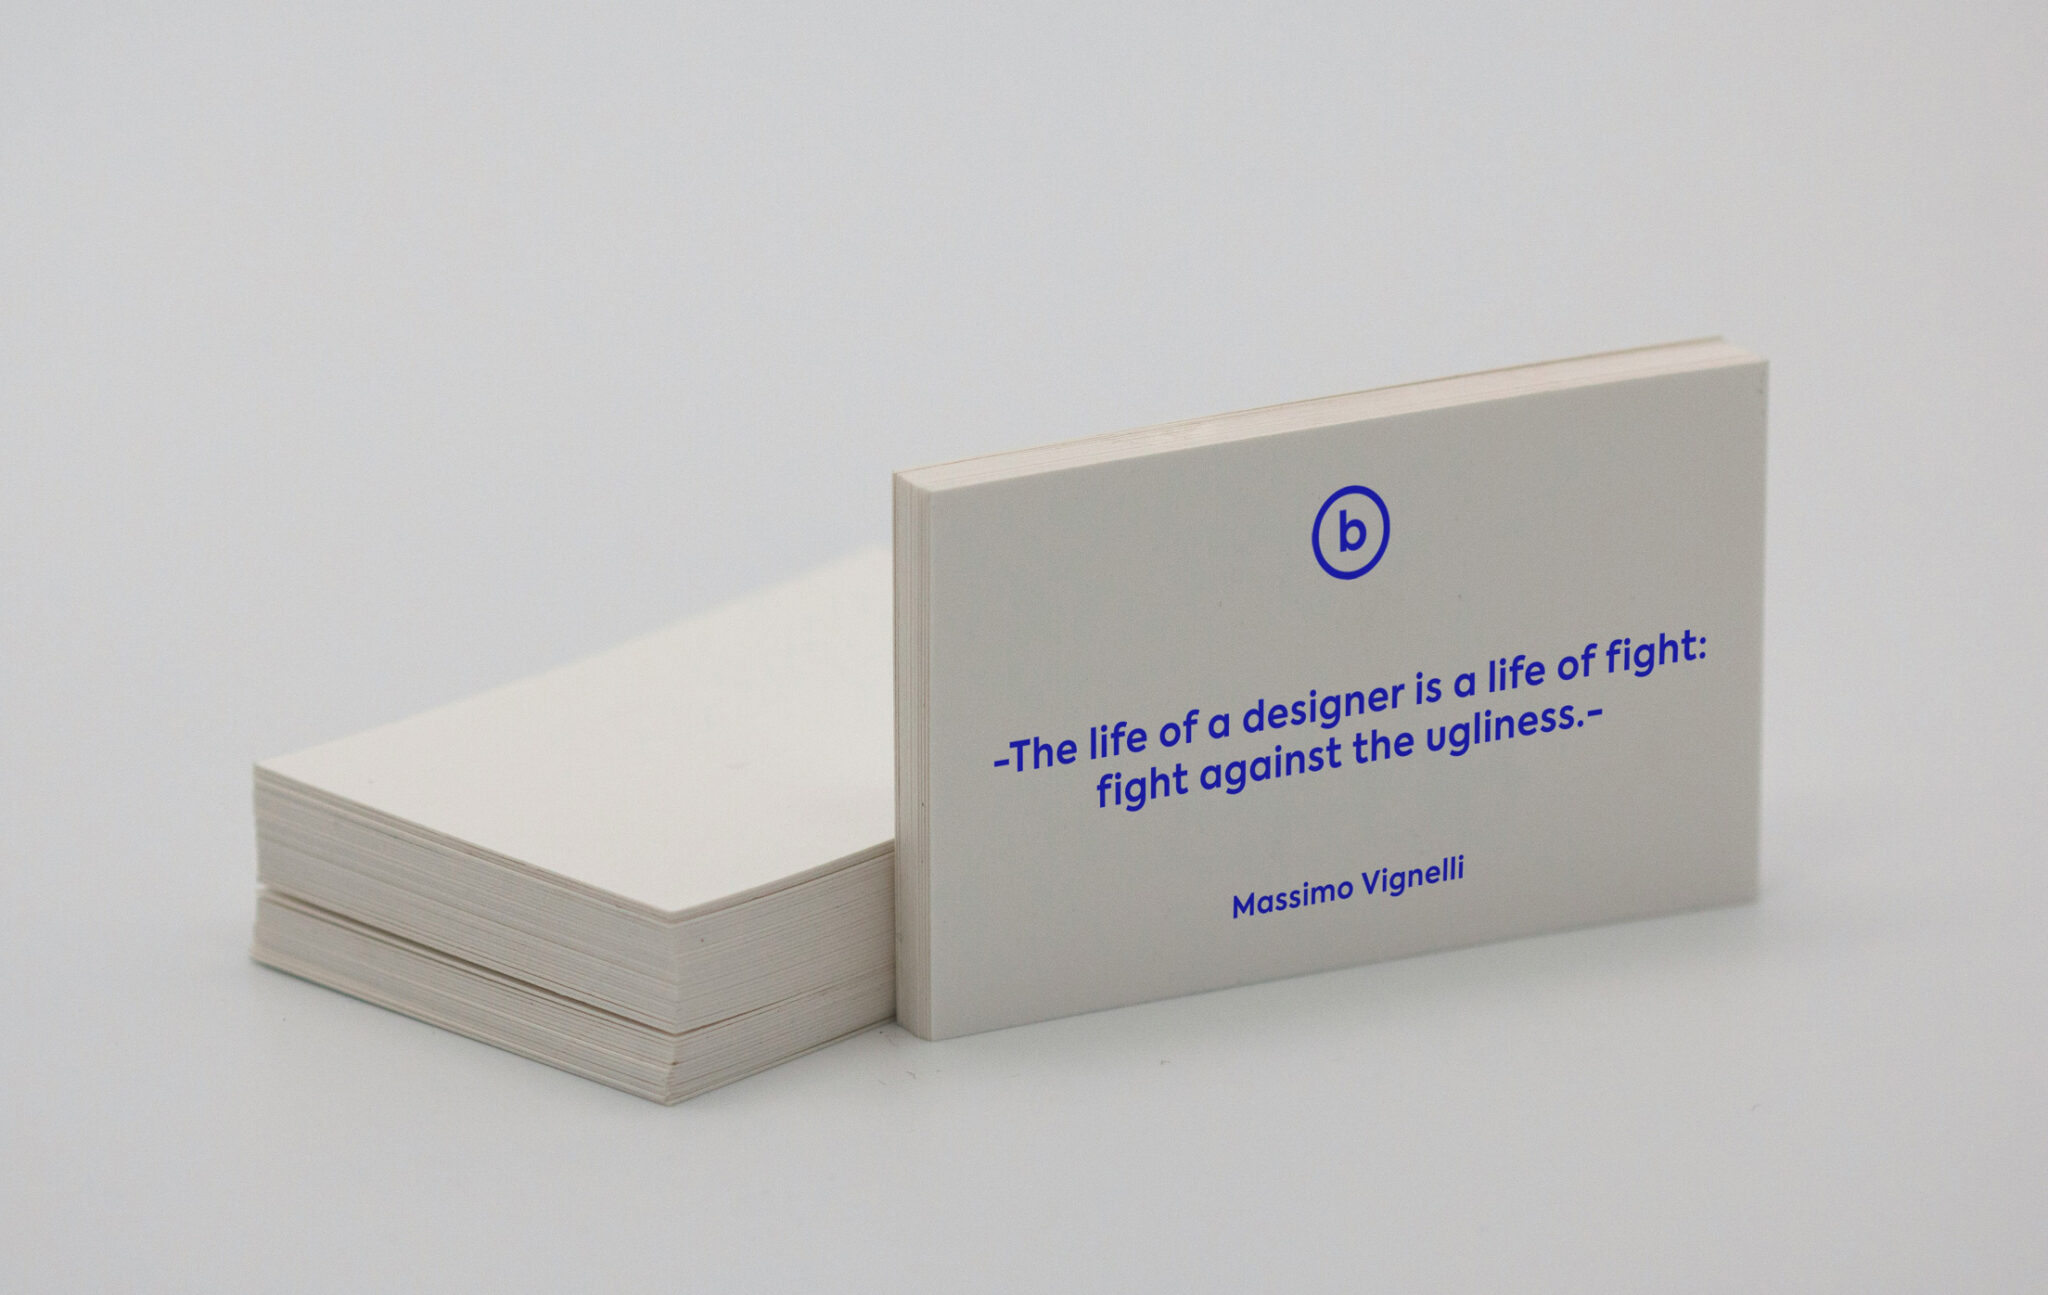 b
-The life of a designer is a life of fight:
fight against the ugliness.-
Massimo Vignelli